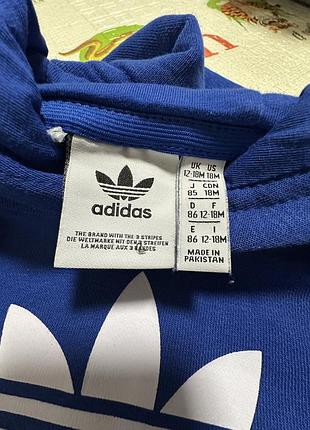 adidas
THE BRAND WITH THE 3 STRIPES
DIE WELTMARKE MIT DEN 3 STREIFEN
LA MARQUE AUX 3 BANDES
UK US
12-18M 18M
J CDN
85 18M
D F
86 12-18M
E I
86 12-18M
MADE IN
PAKISTAN